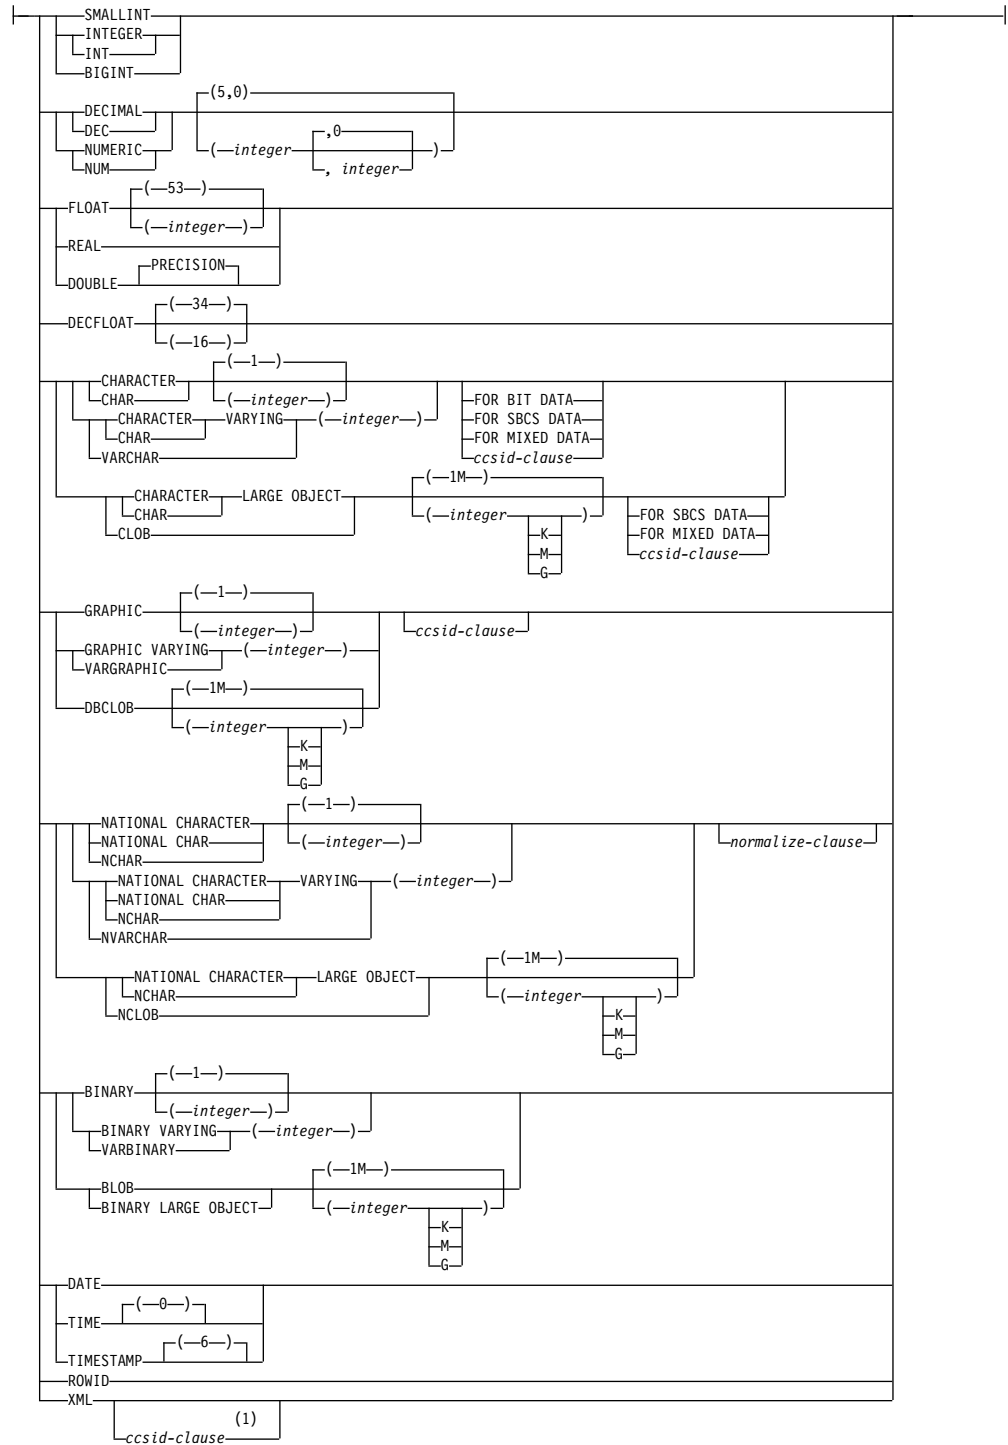 SMALLINT
INTEGER
INT
BIGINT
(5,0)
DECIMAL
DEC ,0
NUMERIC ( integer )
NUM , integer
( 53 )
FLOAT
( integer )
REAL
PRECISION
DOUBLE
( 34 )
DECFLOAT
( 16 )
( 1 )
CHARACTER
CHAR ( integer ) FOR BIT DATA
CHARACTER VARYING ( integer ) FOR SBCS DATA
CHAR FOR MIXED DATA
VARCHAR ccsid-clause
( 1M )
CHARACTER LARGE OBJECT
CHAR ( integer ) FOR SBCS DATA
CLOB K FOR MIXED DATA
M ccsid-clause
G
( 1 )
GRAPHIC
( integer ) ccsid-clause
GRAPHIC VARYING ( integer )
VARGRAPHIC
( 1M )
DBCLOB
( integer )
K
M
G
( 1 )
NATIONAL CHARACTER
NATIONAL CHAR ( integer ) normalize-clause
NCHAR
NATIONAL CHARACTER VARYING ( integer )
NATIONAL CHAR
NCHAR
NVARCHAR
( 1M )
NATIONAL CHARACTER LARGE OBJECT
NCHAR ( integer )
NCLOB K
M
G
( 1 )
BINARY
( integer )
BINARY VARYING ( integer )
VARBINARY
( 1M )
BLOB
BINARY LARGE OBJECT ( integer )
K
M
G
DATE
( 0 )
TIME
( 6 )
TIMESTAMP
ROWID
XML
(1)
ccsid-clause